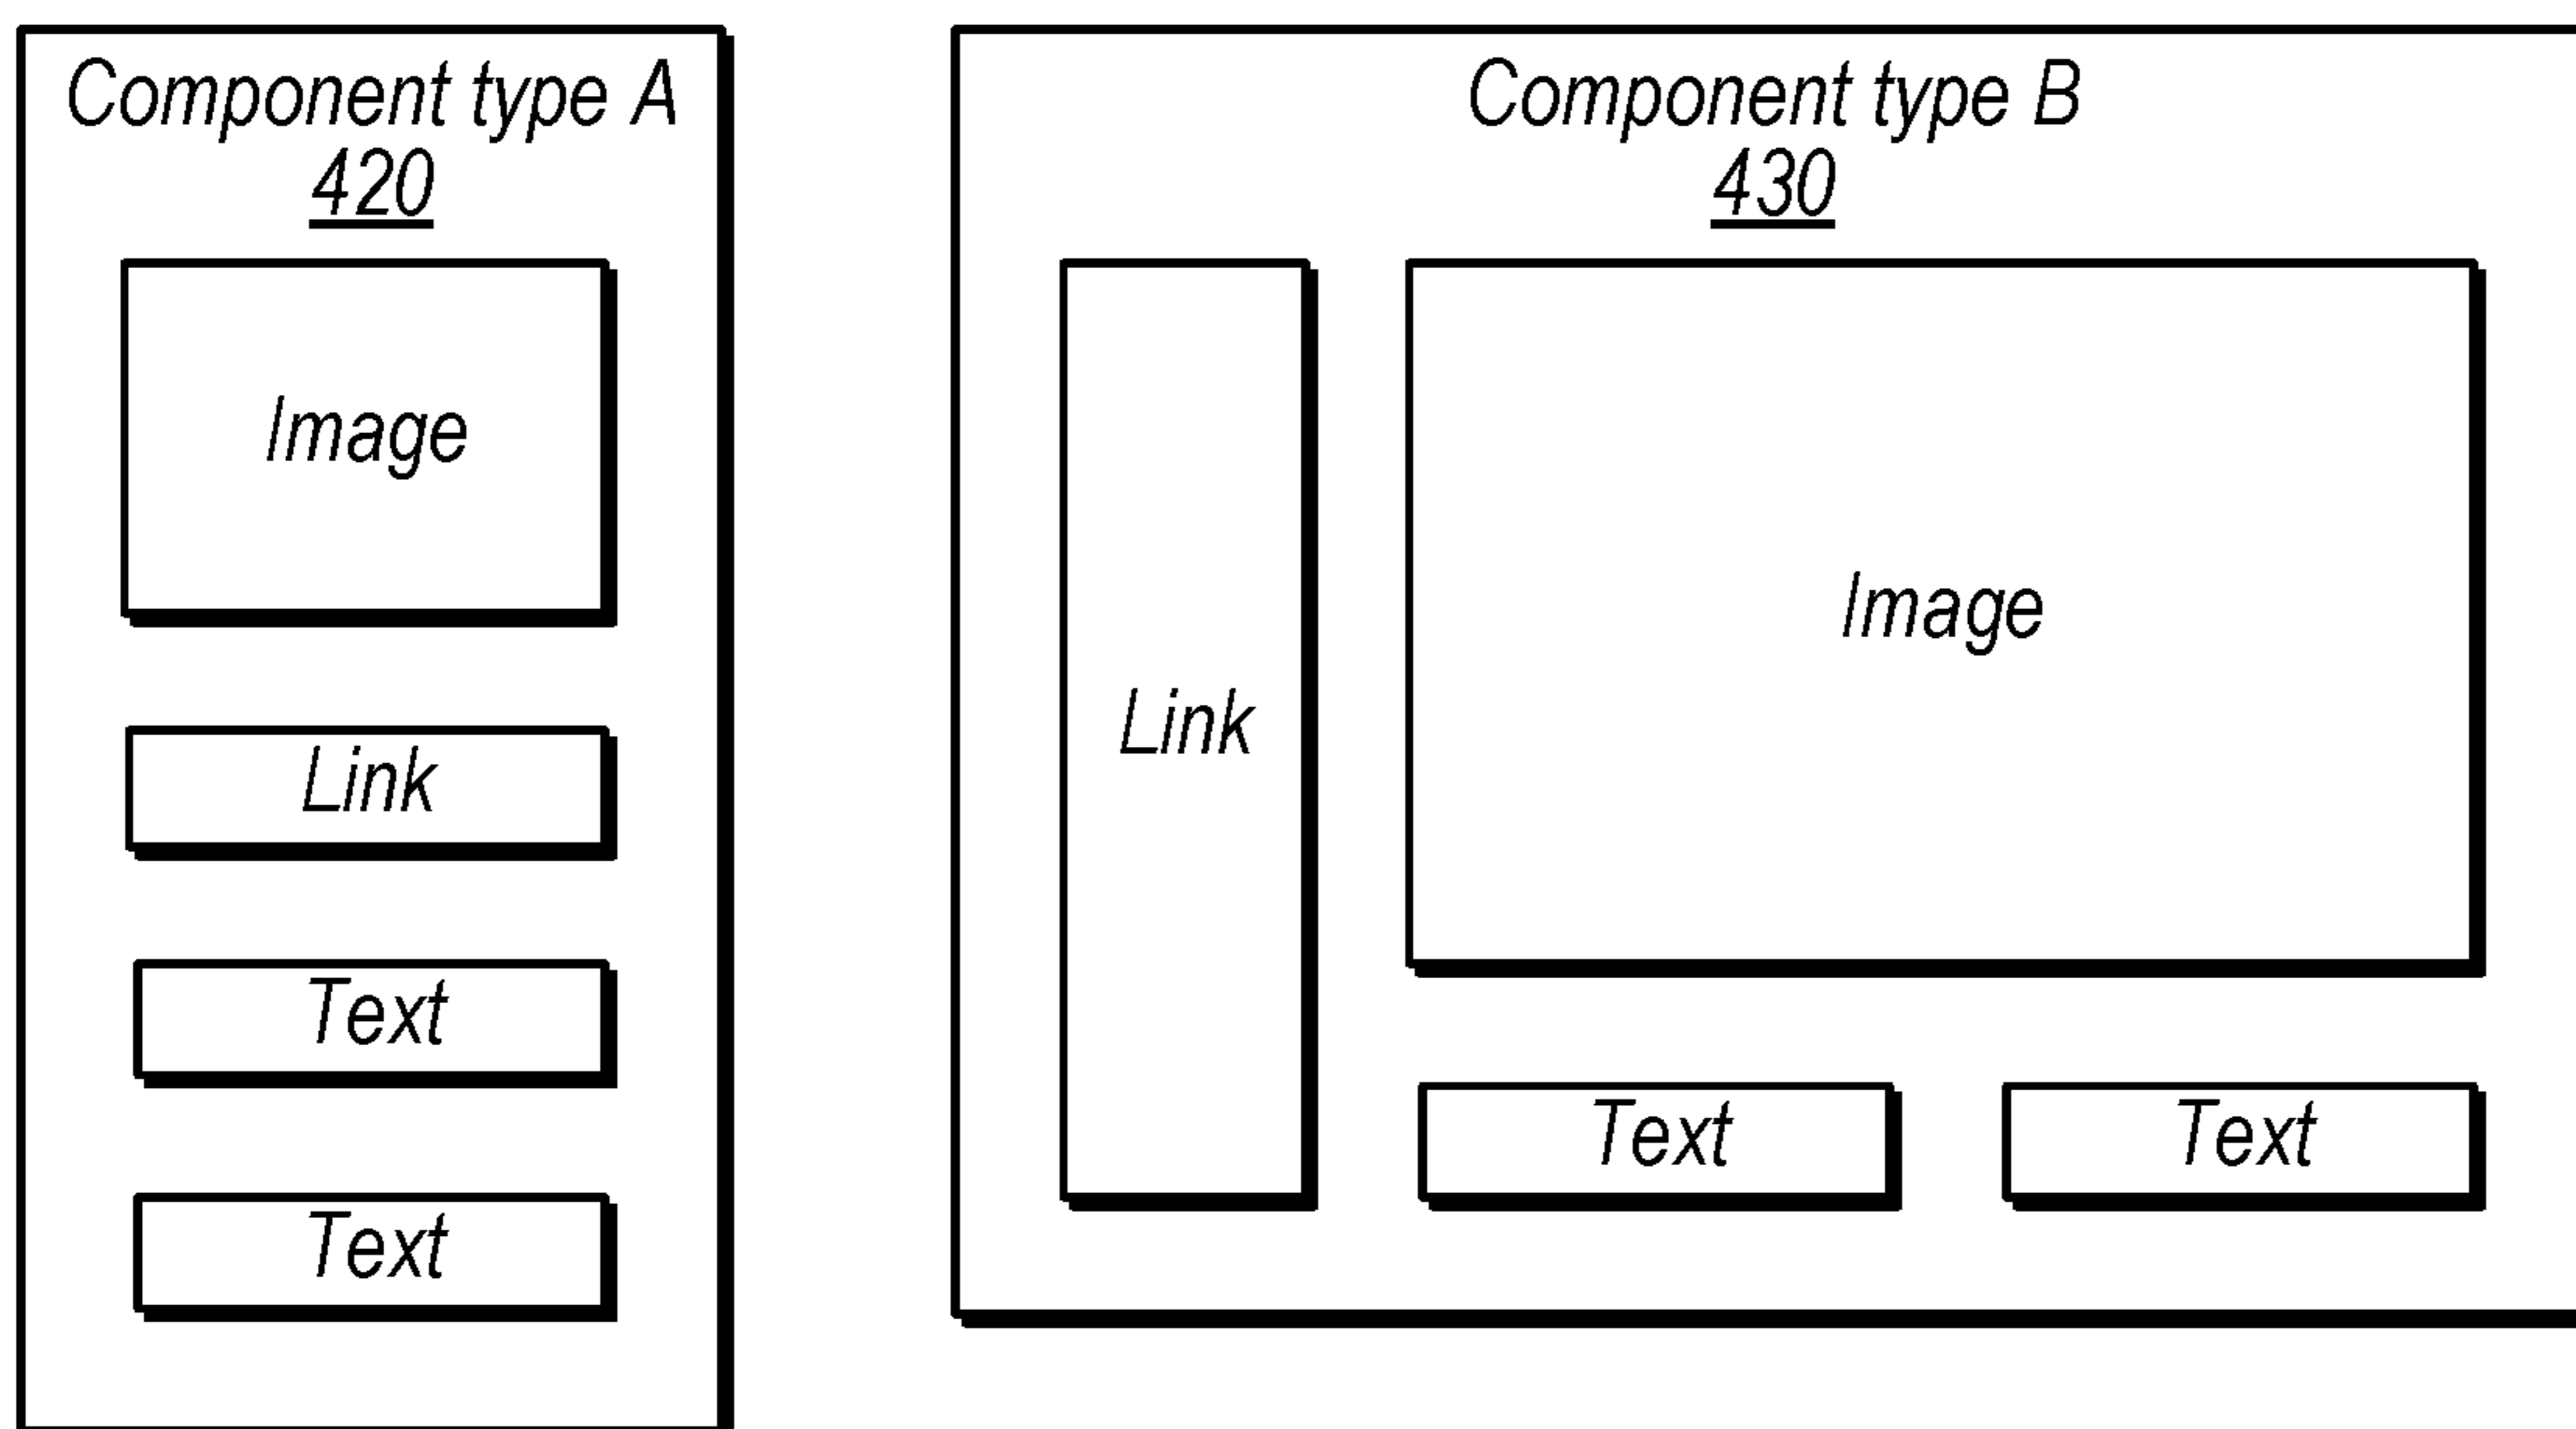 Component type A
420
Image
Link
Text
Text
Component type B
430
Link
Image
Text
Text